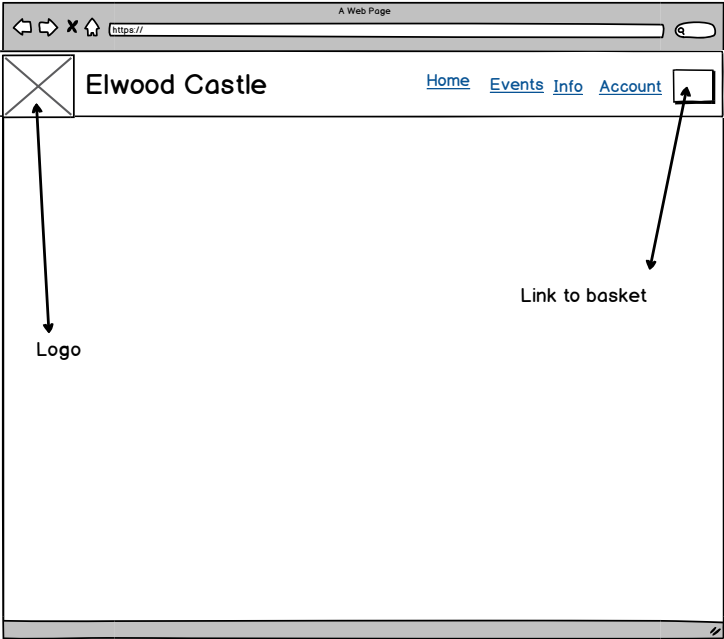 A Web Page
https://
Elwood Castle
Home Events Info Account
Link to basket
Logo